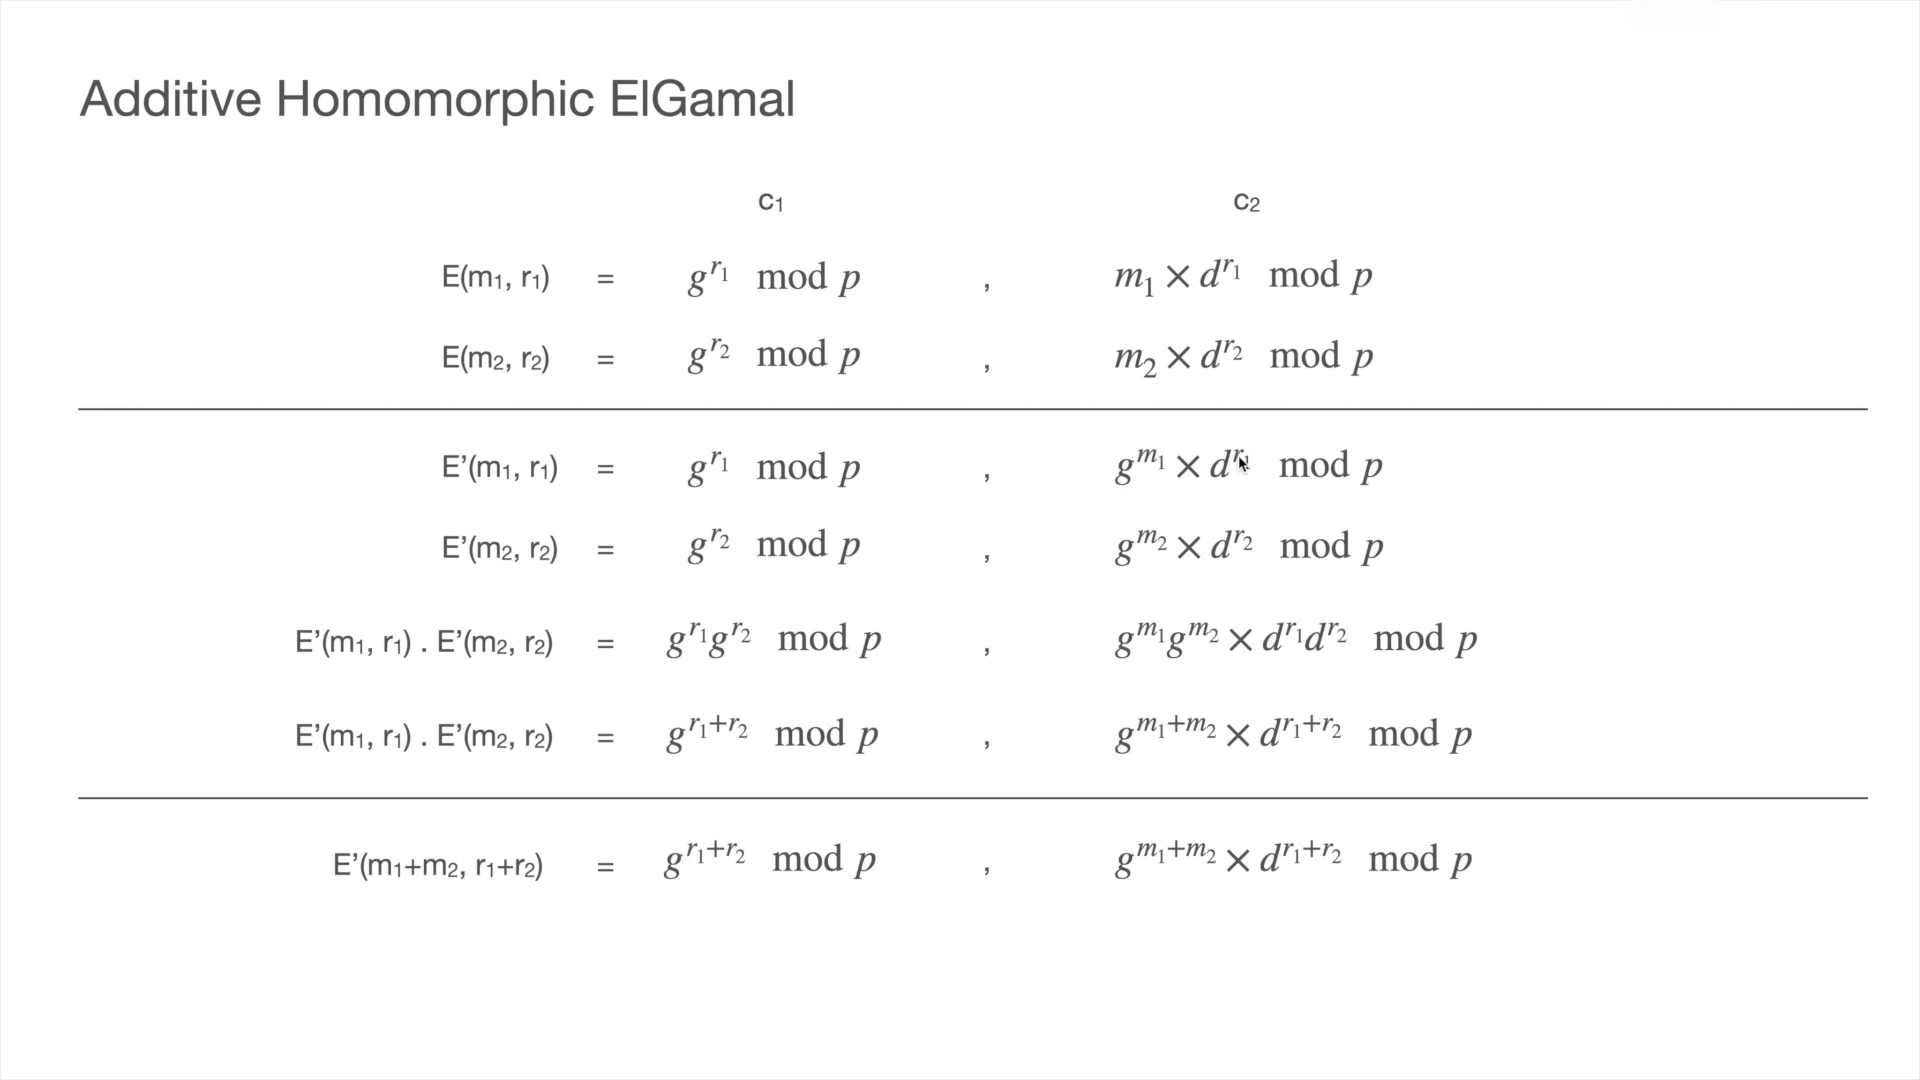 Additive Homomorphic ElGamal
c₁ c₂
E(m₁, r₁) = g^{r₁} mod p , m₁ × d^{r₁} mod p
E(m₂, r₂) = g^{r₂} mod p , m₂ × d^{r₂} mod p
E’(m₁, r₁) = g^{r₁} mod p , g^{m₁} × d^{r₁} mod p
E’(m₂, r₂) = g^{r₂} mod p , g^{m₂} × d^{r₂} mod p
E’(m₁, r₁) . E’(m₂, r₂) = g^{r₁}g^{r₂} mod p , g^{m₁}g^{m₂} × d^{r₁}d^{r₂} mod p
E’(m₁, r₁) . E’(m₂, r₂) = g^{r₁+r₂} mod p , g^{m₁+m₂} × d^{r₁+r₂} mod p
E’(m₁+m₂, r₁+r₂) = g^{r₁+r₂} mod p , g^{m₁+m₂} × d^{r₁+r₂} mod p